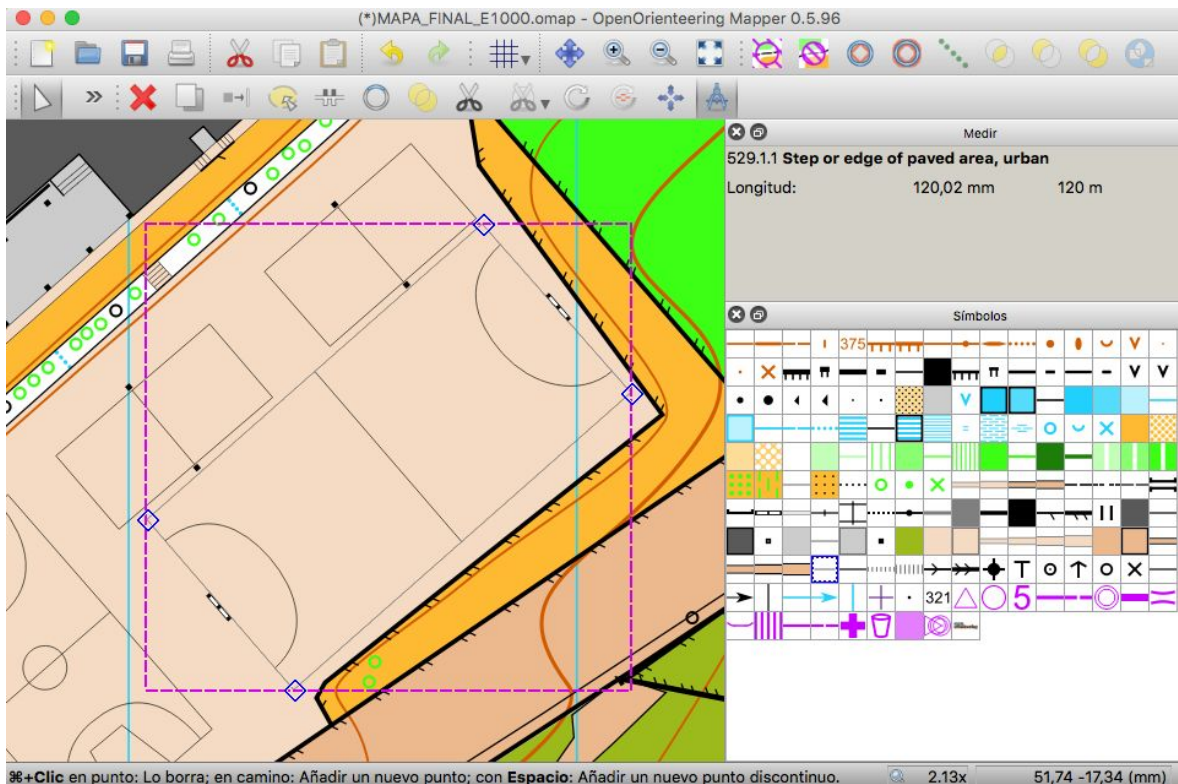 (*)MAPA_FINAL_E1000.omap - OpenOrienteering Mapper 0.5.96
»
Medir
529.1.1 Step or edge of paved area, urban
Longitud: 120,02 mm 120 m
Símbolos
375
321
5
⌘+Clic en punto: Lo borra; en camino: Añadir un nuevo punto; con Espacio: Añadir un nuevo punto discontinuo. 2.13x 51,74 -17,34 (mm)